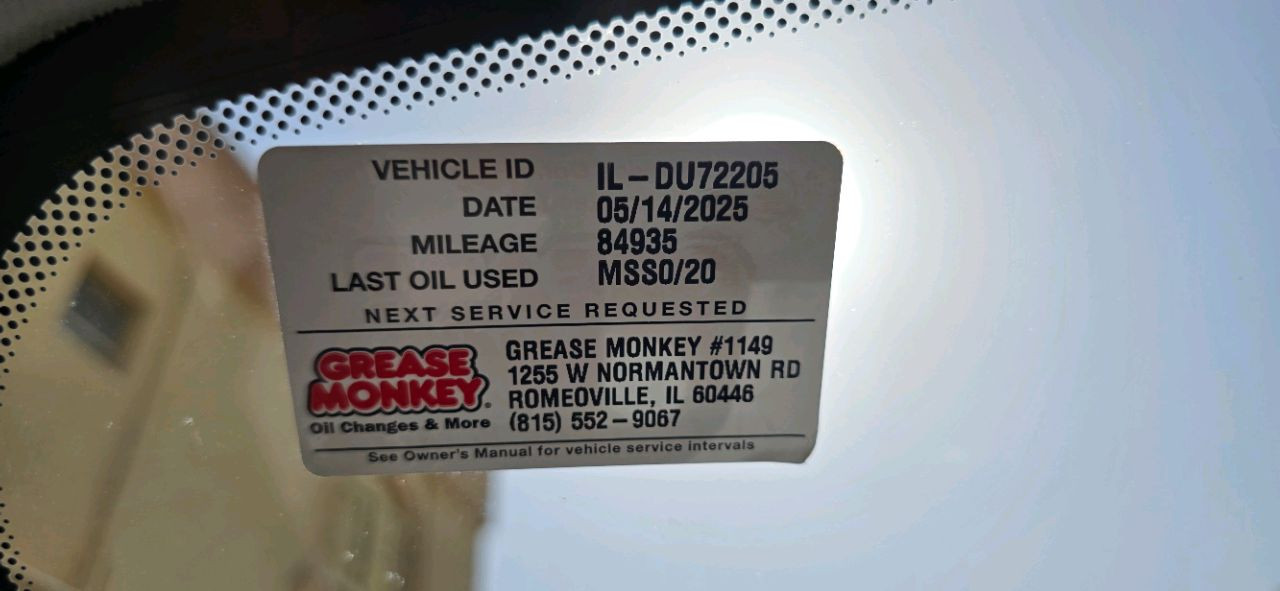 VEHICLE ID IL-DU72205
DATE 05/14/2025
MILEAGE 84935
LAST OIL USED MSS0/20
NEXT SERVICE REQUESTED
GREASE MONKEY
Oil Changes & More
GREASE MONKEY #1149
1255 W NORMANTOWN RD
ROMEOVILLE, IL 60446
(815) 552-9067
See Owner's Manual for vehicle service intervals